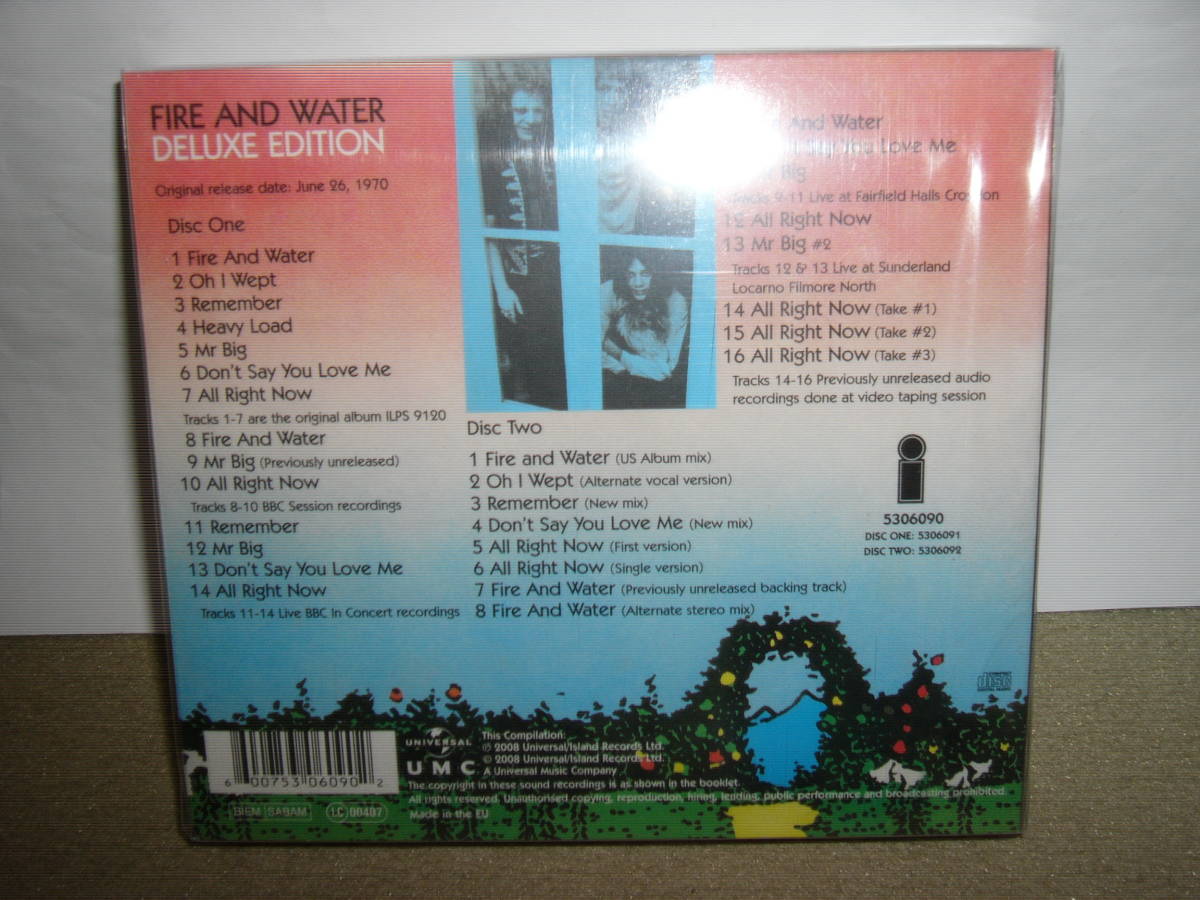 FIRE AND WATER
DELUXE EDITION
Original release date: June 26, 1970
Disc One
1 Fire And Water
2 Oh I Wept
3 Remember
4 Heavy Load
5 Mr Big
6 Don't Say You Love Me
7 All Right Now
Tracks 1-7 are the original album ILPS 9120
8 Fire And Water
9 Mr Big (Previously unreleased)
10 All Right Now
Tracks 8-10 BBC Session recordings
11 Remember
12 Mr Big
13 Don't Say You Love Me
14 All Right Now
Tracks 11-14 Live BBC In Concert recordings
Disc Two
1 Fire and Water (US Album mix)
2 Oh I Wept (Alternate vocal version)
3 Remember (New mix)
4 Don't Say You Love Me (New mix)
5 All Right Now (First version)
6 All Right Now (Single version)
7 Fire And Water (Previously unreleased backing track)
8 Fire And Water (Alternate stereo mix)
And Water
You Love Me
Big
Tracks 9-11 Live at Fairfield Halls Croydon
12 All Right Now
13 Mr Big #2
Tracks 12 & 13 Live at Sunderland
Locarno Filmore North
14 All Right Now (Take #1)
15 All Right Now (Take #2)
16 All Right Now (Take #3)
Tracks 14-16 Previously unreleased audio
recordings done at video taping session
5306090
DISC ONE: 5306091
DISC TWO: 5306092
disc
6 00753 06090 2
BIEM SABAM LC 00407
UNIVERSAL
UMC
This Compilation:
℗ 2008 Universal/Island Records Ltd.
© 2008 Universal/Island Records Ltd.
A Universal Music Company
The copyright in these sound recordings is as shown in the booklet.
All rights reserved. Unauthorised copying, reproduction, hiring, lending, public performance and broadcasting prohibited.
Made in the EU